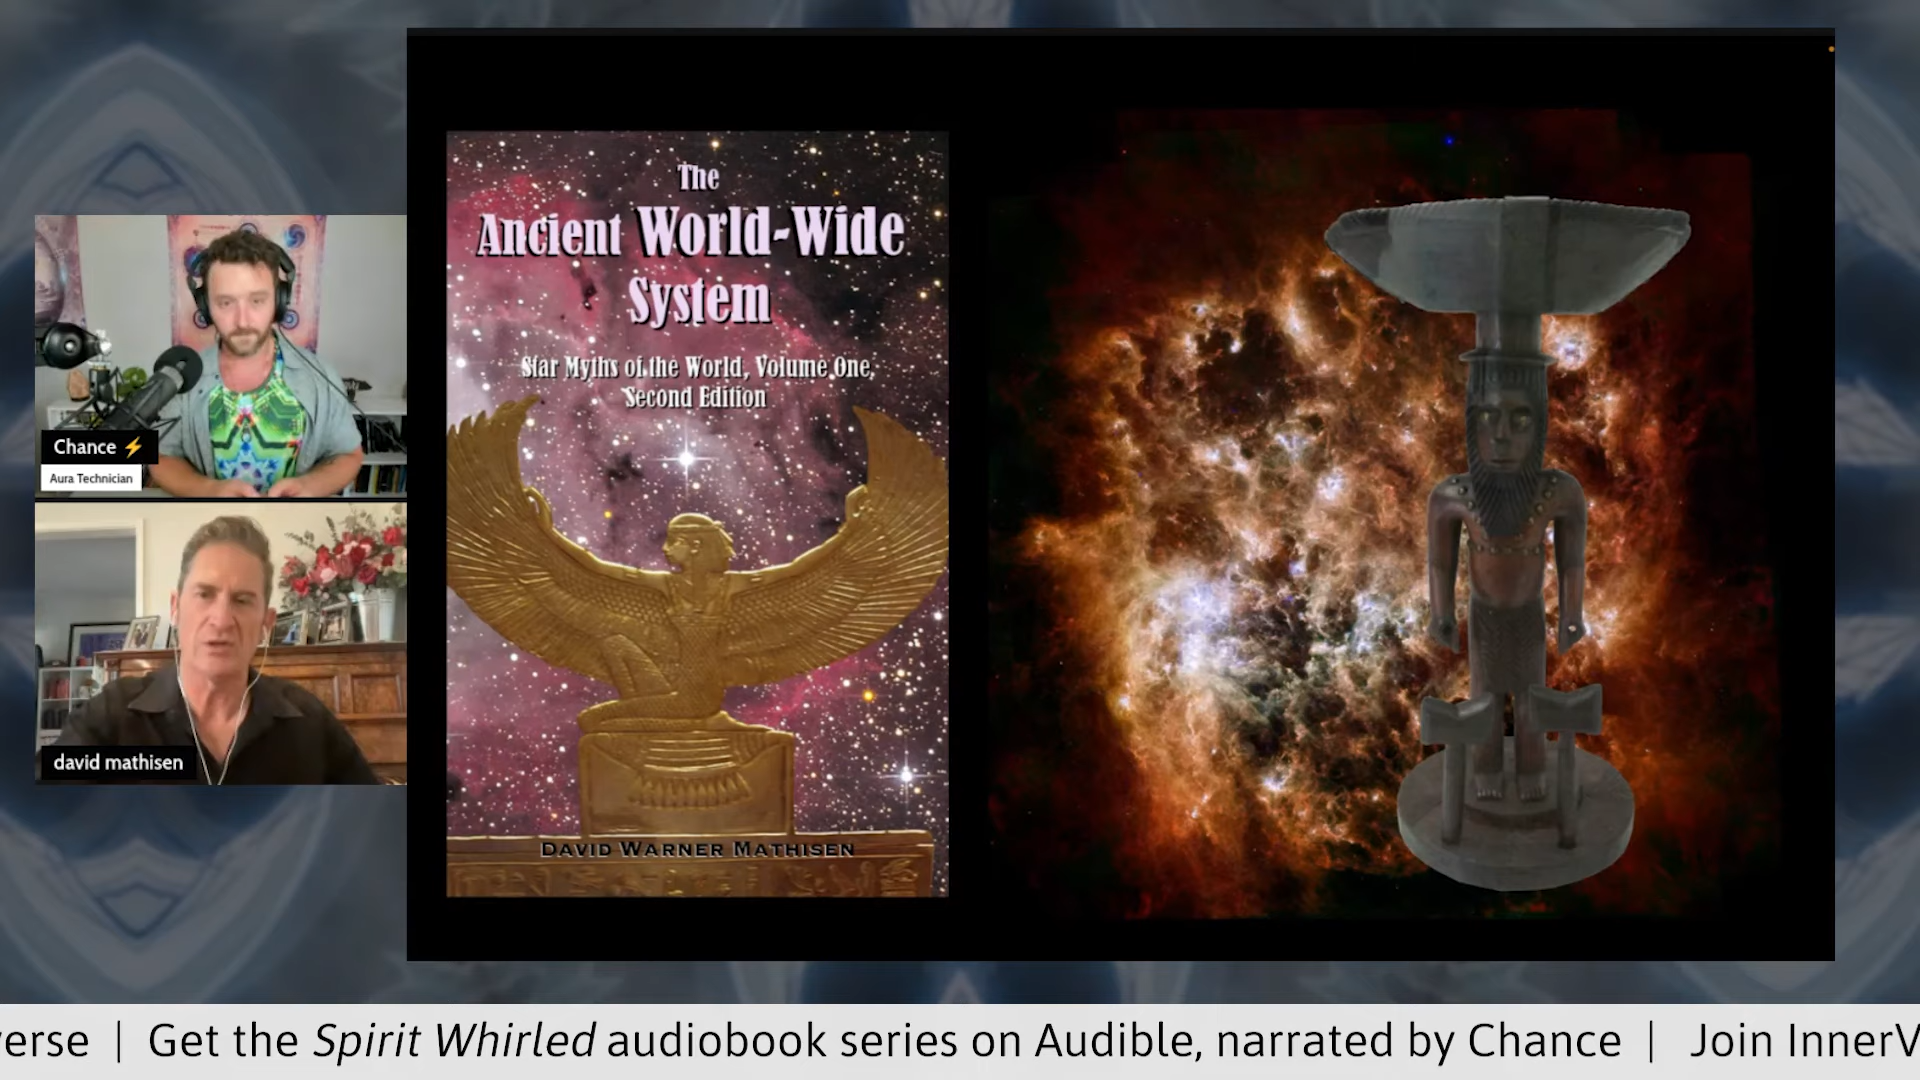 The
Ancient World-Wide
System
Star Myths of the World, Volume One,
Second Edition
DAVID WARNER MATHISEN
Chance ⚡
Aura Technician
david mathisen
verse | Get the Spirit Whirled audiobook series on Audible, narrated by Chance | Join InnerV